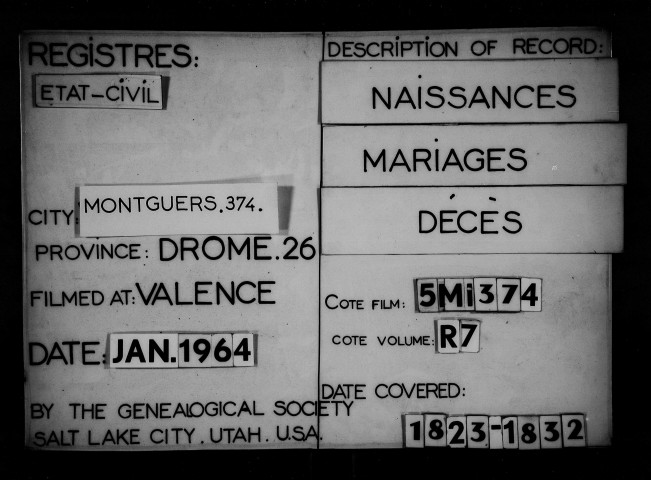 REGiSTRES:
ETAT-CiViL
CITY: MONTGUERS.374.
PROVINCE: DROME.26
FILMED AT: VALENCE
DATE: JAN.1964
BY THE GENEALOGICAL SOCIETY
SALT LAKE CITY. UTAH. U.S.A.
DESCRIPTION OF RECORD:
NAiSSANCES
MARiAGES
DÉCÈS
COTE FILM: 5Mi374
COTE VOLUME: R7
DATE COVERED:
1823-1832